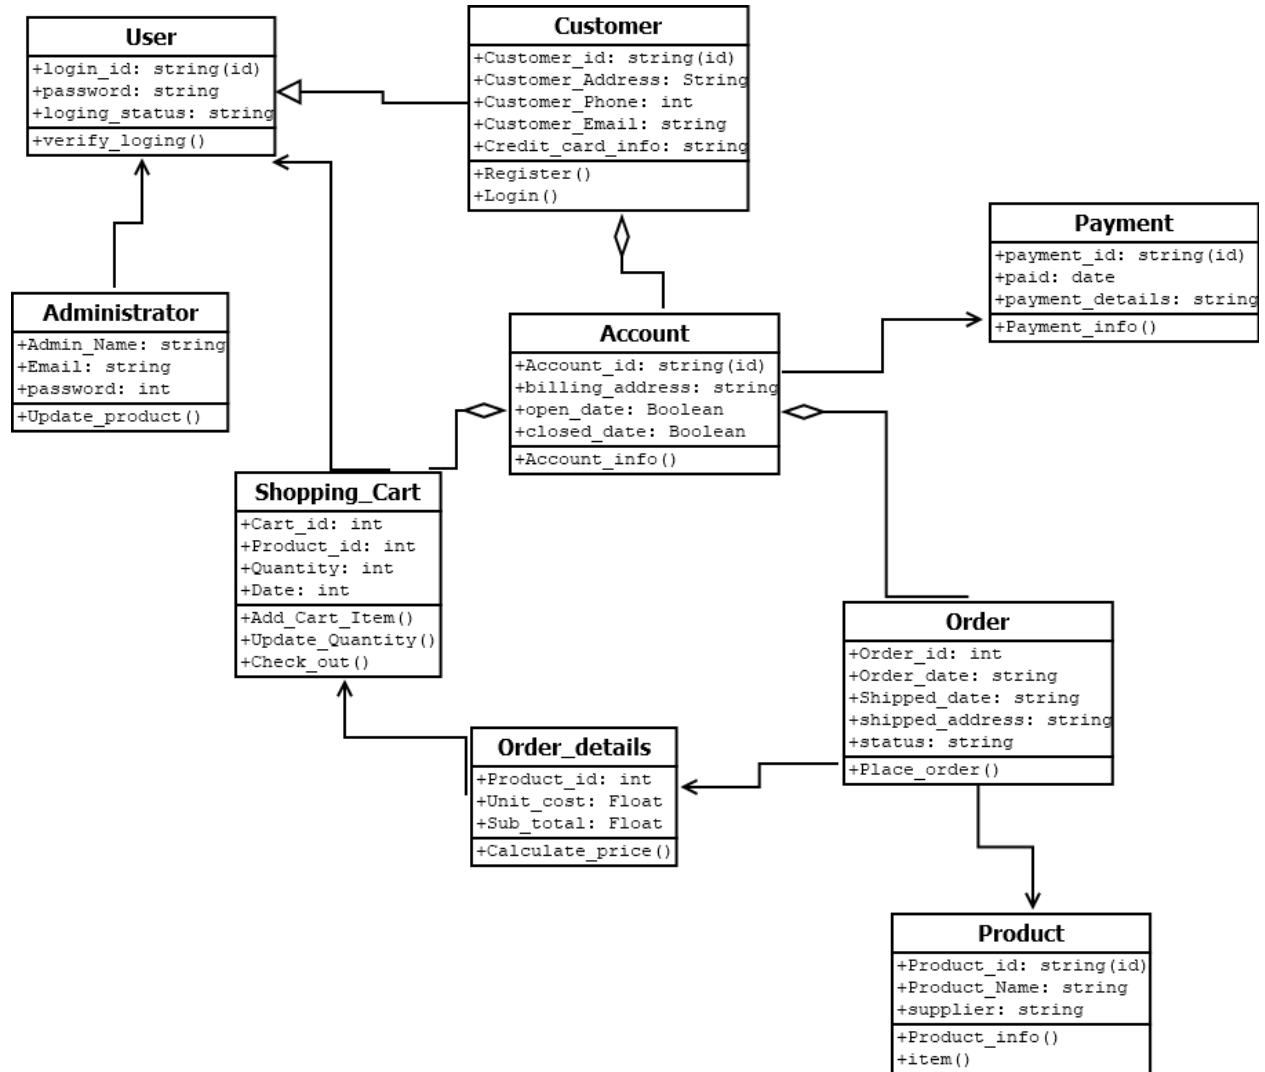 User
+login_id: string(id)
+password: string
+loging_status: string
+verify_loging()
Customer
+Customer_id: string(id)
+Customer_Address: String
+Customer_Phone: int
+Customer_Email: string
+Credit_card_info: string
+Register()
+Login()
Payment
+payment_id: string(id)
+paid: date
+payment_details: string
+Payment_info()
Administrator
+Admin_Name: string
+Email: string
+password: int
+Update_product()
Account
+Account_id: string(id)
+billing_address: string
+open_date: Boolean
+closed_date: Boolean
+Account_info()
Shopping_Cart
+Cart_id: int
+Product_id: int
+Quantity: int
+Date: int
+Add_Cart_Item()
+Update_Quantity()
+Check_out()
Order
+Order_id: int
+Order_date: string
+Shipped_date: string
+shipped_address: string
+status: string
+Place_order()
Order_details
+Product_id: int
+Unit_cost: Float
+Sub_total: Float
+Calculate_price()
Product
+Product_id: string(id)
+Product_Name: string
+supplier: string
+Product_info()
+item()